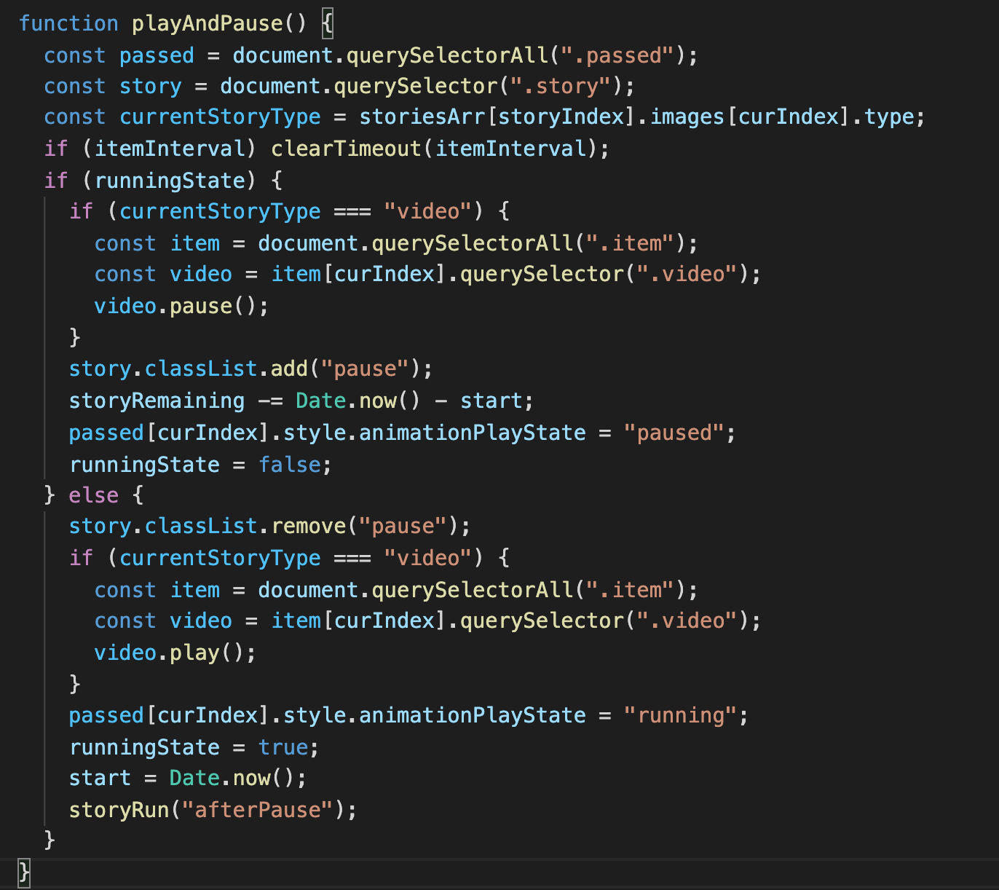 function playAndPause() {
  const passed = document.querySelectorAll(".passed");
  const story = document.querySelector(".story");
  const currentStoryType = storiesArr[storyIndex].images[curIndex].type;
  if (itemInterval) clearTimeout(itemInterval);
  if (runningState) {
    if (currentStoryType === "video") {
      const item = document.querySelectorAll(".item");
      const video = item[curIndex].querySelector(".video");
      video.pause();
    }
    story.classList.add("pause");
    storyRemaining -= Date.now() - start;
    passed[curIndex].style.animationPlayState = "paused";
    runningState = false;
  } else {
    story.classList.remove("pause");
    if (currentStoryType === "video") {
      const item = document.querySelectorAll(".item");
      const video = item[curIndex].querySelector(".video");
      video.play();
    }
    passed[curIndex].style.animationPlayState = "running";
    runningState = true;
    start = Date.now();
    storyRun("afterPause");
  }
}